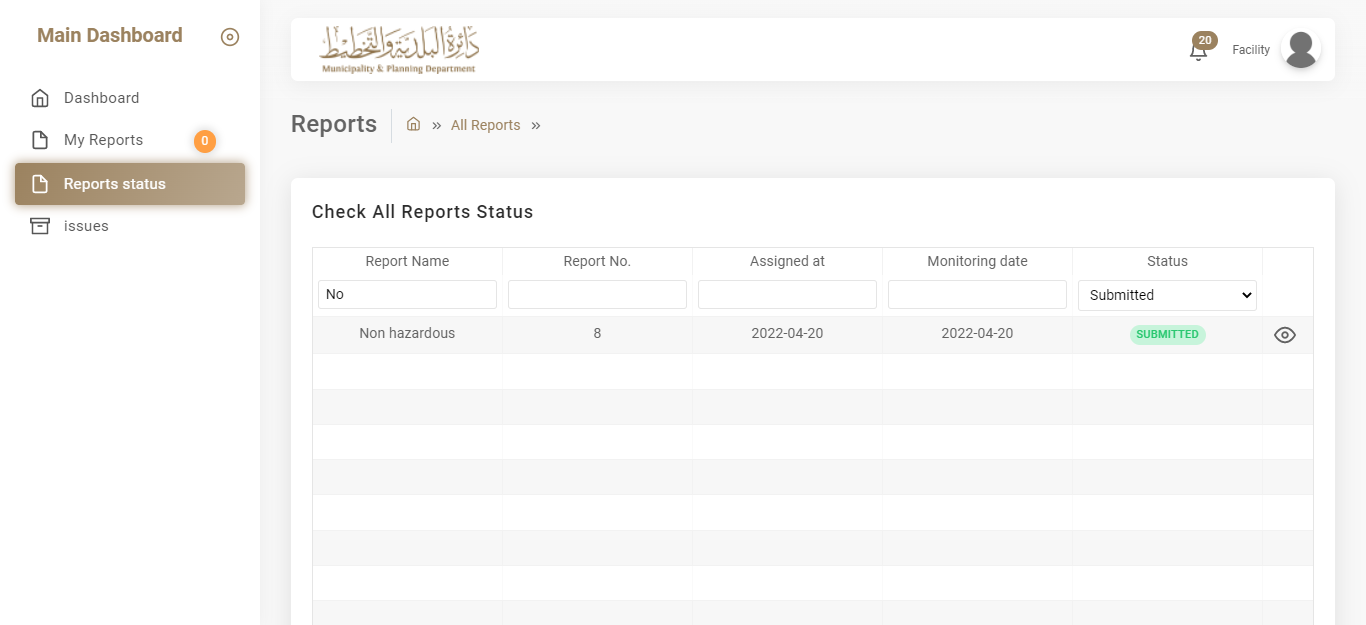 Main Dashboard
Dashboard
My Reports 0
Reports status
issues
دائرة البلدية والتخطيط
Municipality & Planning Department
20
Facility
Reports » All Reports »
Check All Reports Status
Report Name Report No. Assigned at Monitoring date Status
No Submitted
Non hazardous 8 2022-04-20 2022-04-20 SUBMITTED